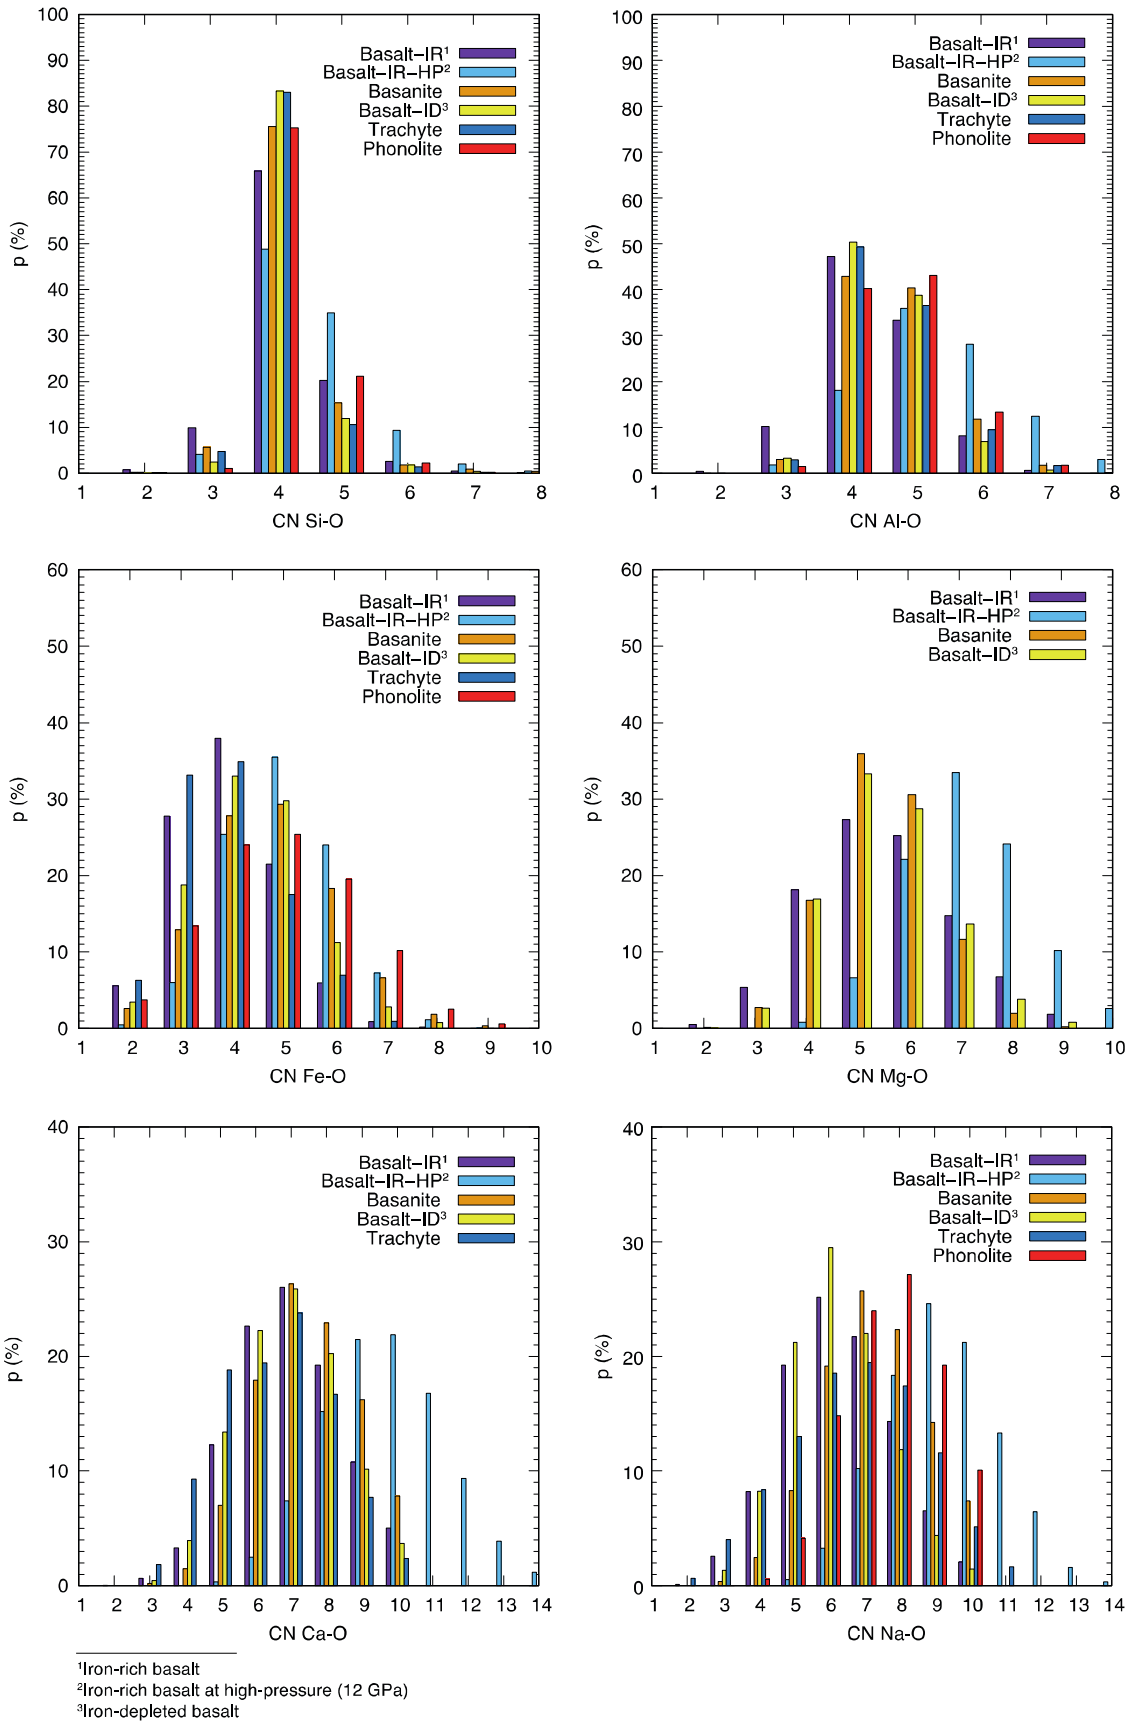 100
90
80
70
60
50
40
30
20
10
0
p (%)
Basalt–IR¹
Basalt–IR–HP²
Basanite
Basalt–ID³
Trachyte
Phonolite
1 2 3 4 5 6 7 8
CN Si-O
100
90
80
70
60
50
40
30
20
10
0
p (%)
Basalt–IR¹
Basalt–IR–HP²
Basanite
Basalt–ID³
Trachyte
Phonolite
1 2 3 4 5 6 7 8
CN Al-O
60
50
40
30
20
10
0
p (%)
Basalt–IR¹
Basalt–IR–HP²
Basanite
Basalt–ID³
Trachyte
Phonolite
1 2 3 4 5 6 7 8 9 10
CN Fe-O
60
50
40
30
20
10
0
p (%)
Basalt–IR¹
Basalt–IR–HP²
Basanite
Basalt–ID³
1 2 3 4 5 6 7 8 9 10
CN Mg-O
40
30
20
10
0
p (%)
Basalt–IR¹
Basalt–IR–HP²
Basanite
Basalt–ID³
Trachyte
1 2 3 4 5 6 7 8 9 10 11 12 13 14
CN Ca-O
40
30
20
10
0
p (%)
Basalt–IR¹
Basalt–IR–HP²
Basanite
Basalt–ID³
Trachyte
Phonolite
1 2 3 4 5 6 7 8 9 10 11 12 13 14
CN Na-O
¹Iron-rich basalt
²Iron-rich basalt at high-pressure (12 GPa)
³Iron-depleted basalt